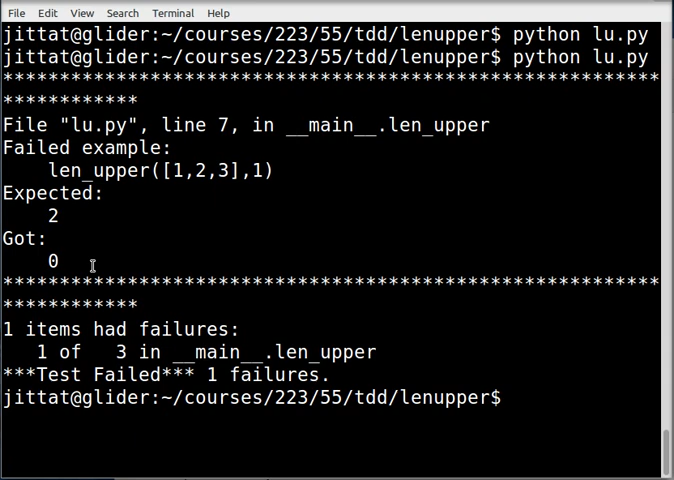 File Edit View Search Terminal Help
jittat@glider:~/courses/223/55/tdd/lenupper$ python lu.py
jittat@glider:~/courses/223/55/tdd/lenupper$ python lu.py
**********************************************************
************
File "lu.py", line 7, in __main__.len_upper
Failed example:
    len_upper([1,2,3],1)
Expected:
    2
Got:
    0
**********************************************************
************
1 items had failures:
   1 of   3 in __main__.len_upper
***Test Failed*** 1 failures.
jittat@glider:~/courses/223/55/tdd/lenupper$